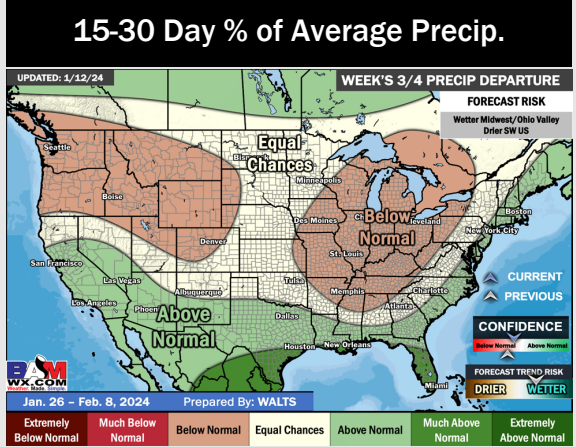 15-30 Day % of Average Precip.
UPDATED: 1/12/24
WEEK'S 3/4 PRECIP DEPARTURE
FORECAST RISK
Wetter Midwest/Ohio Valley
Drier SW US
Seattle
Equal
Chances
Minneapolis
Boise
Des Moines
Below
Normal
Cleveland
Boston
New York City
Denver
St. Louis
San Francisco
Las Vegas
Tulsa
Memphis
Charlotte
CURRENT
PREVIOUS
Los Angeles
Albuquerque
Atlanta
Phoen
Above
Normal
Dallas
CONFIDENCE
Below Normal
Above Normal
Houston
New Orleans
FORECAST TREND RISK
DRIER
WETTER
Miami
BAM
WX.COM
Weather. Made. Simple.
Jan. 26 – Feb. 8, 2024
Prepared By: WALTS
Extremely
Below Normal
Much Below
Normal
Below Normal
Equal Chances
Above Normal
Much Above
Normal
Extremely
Above Normal